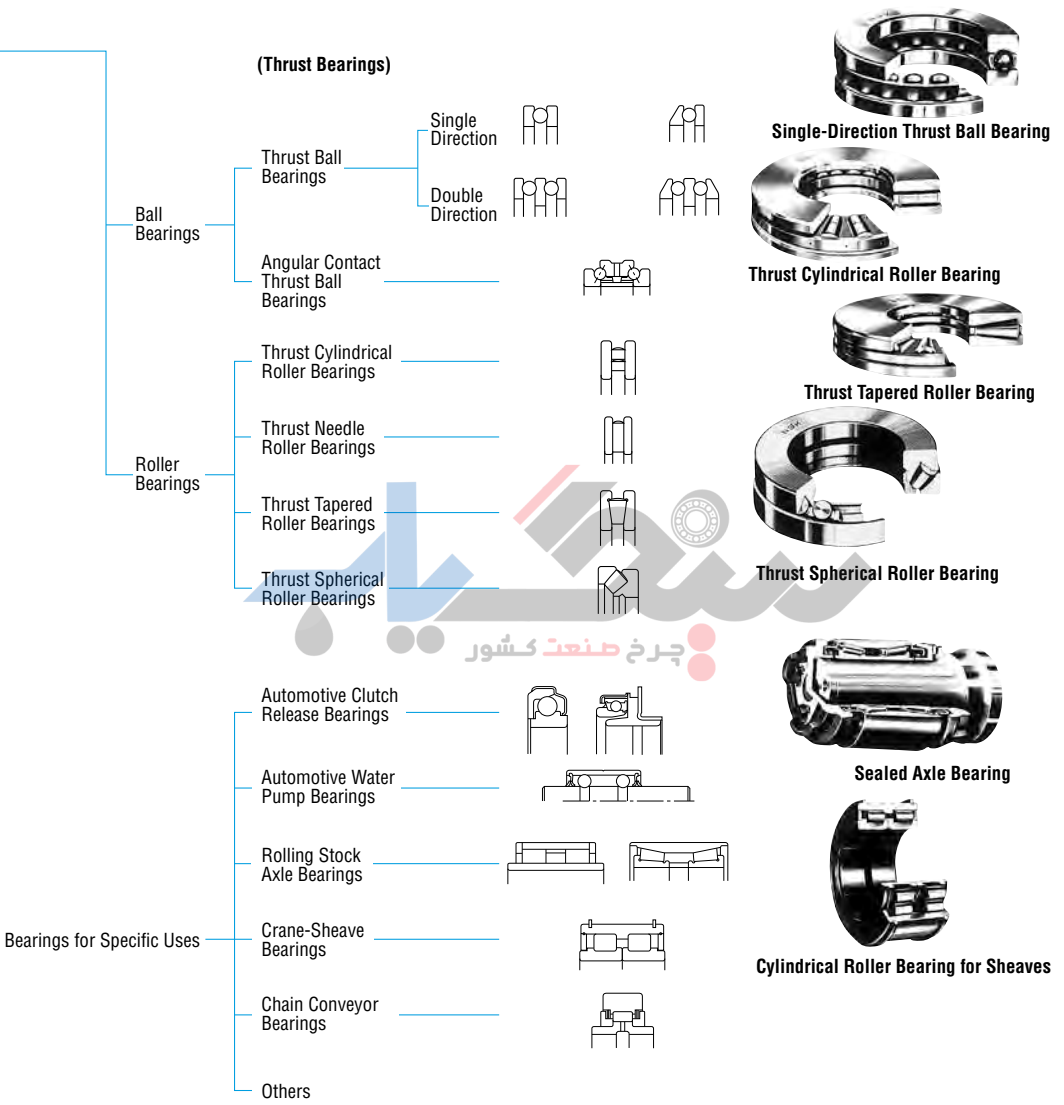 (Thrust Bearings)
Single
Direction
Thrust Ball
Bearings
Double
Direction
Ball
Bearings
Angular Contact
Thrust Ball
Bearings
Thrust Cylindrical
Roller Bearings
Thrust Needle
Roller Bearings
Roller
Bearings
Thrust Tapered
Roller Bearings
Thrust Spherical
Roller Bearings
Single-Direction Thrust Ball Bearing
Thrust Cylindrical Roller Bearing
Thrust Tapered Roller Bearing
NSK
Thrust Spherical Roller Bearing
چرخ صنعت کشور
Automotive Clutch
Release Bearings
Automotive Water
Pump Bearings
Rolling Stock
Axle Bearings
Bearings for Specific Uses
Crane-Sheave
Bearings
Chain Conveyor
Bearings
Others
Sealed Axle Bearing
Cylindrical Roller Bearing for Sheaves